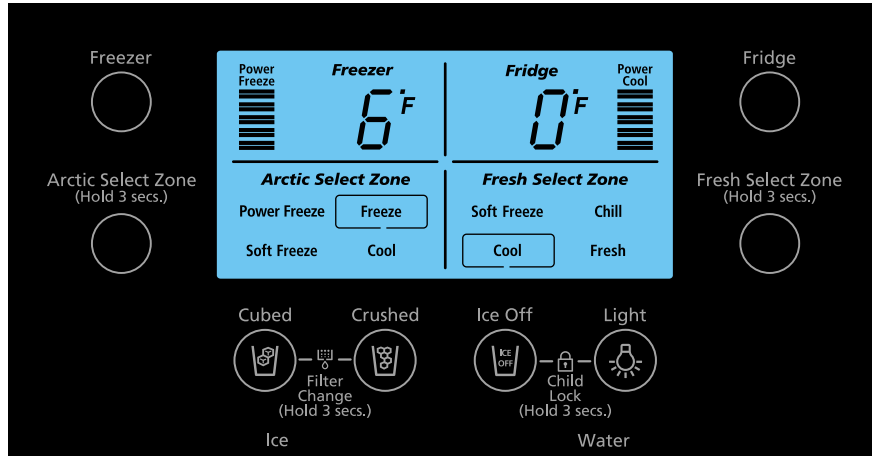 Freezer
Fridge
Power
Freeze
Freezer
6°F
Fridge
0°F
Power
Cool
Arctic Select Zone
(Hold 3 secs.)
Arctic Select Zone
Power Freeze
Freeze
Soft Freeze
Cool
Fresh Select Zone
Soft Freeze
Chill
Cool
Fresh
Fresh Select Zone
(Hold 3 secs.)
Cubed
Crushed
Ice Off
Light
ICE
OFF
Filter
Change
(Hold 3 secs.)
Child
Lock
(Hold 3 secs.)
Ice
Water